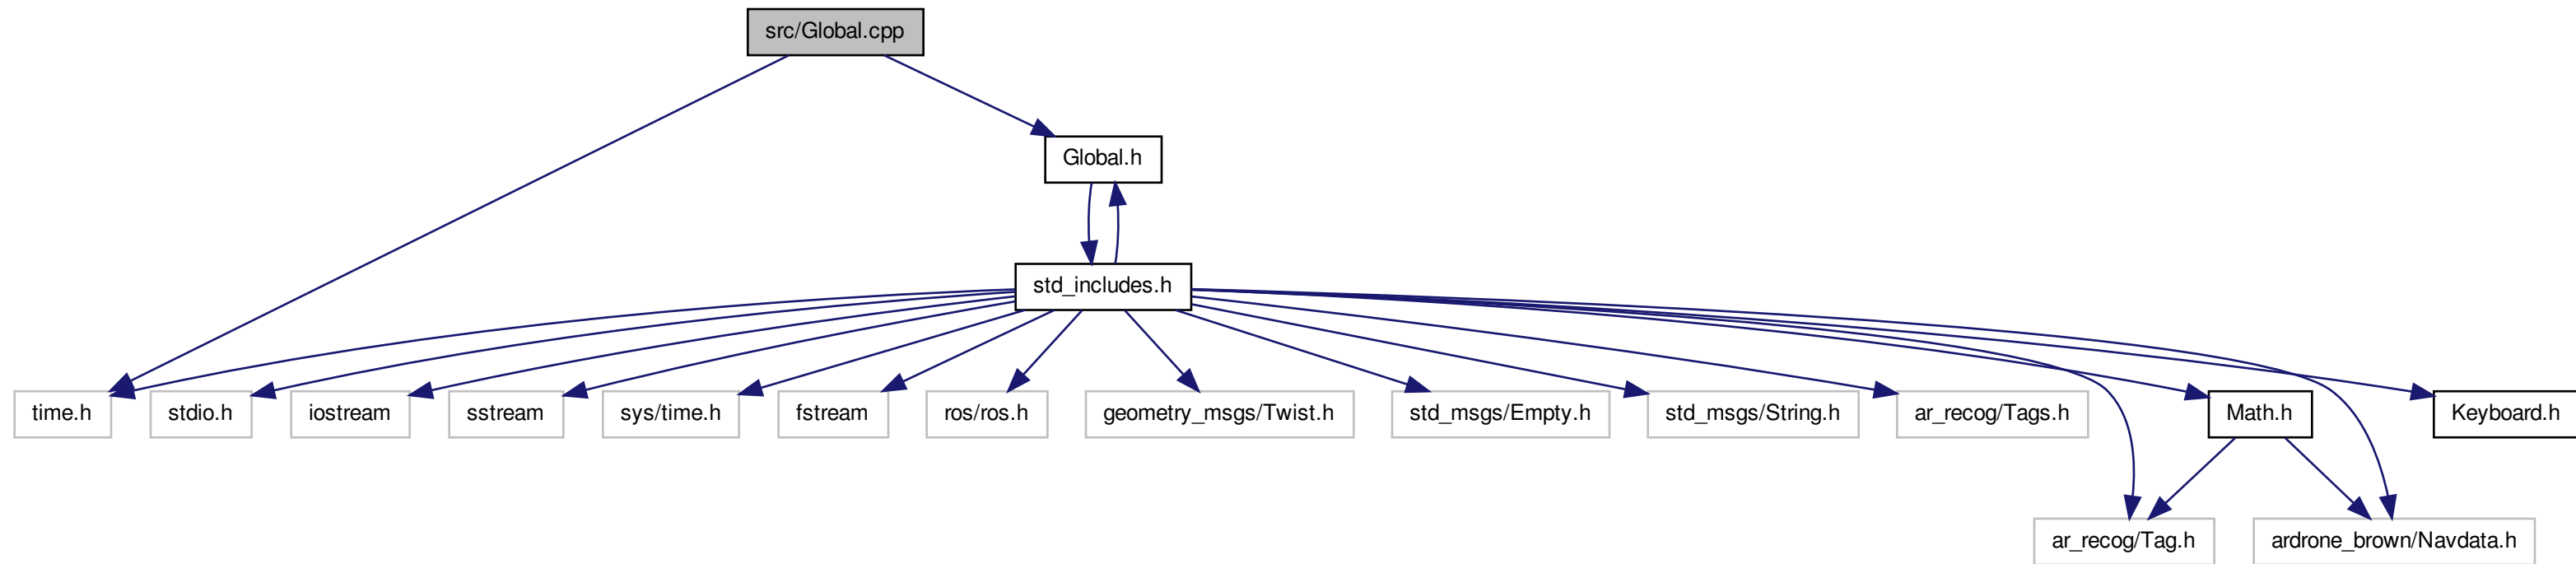 src/Global.cpp
Global.h
std_includes.h
time.h
stdio.h
iostream
sstream
sys/time.h
fstream
ros/ros.h
geometry_msgs/Twist.h
std_msgs/Empty.h
std_msgs/String.h
ar_recog/Tags.h
Math.h
Keyboard.h
ar_recog/Tag.h
ardrone_brown/Navdata.h